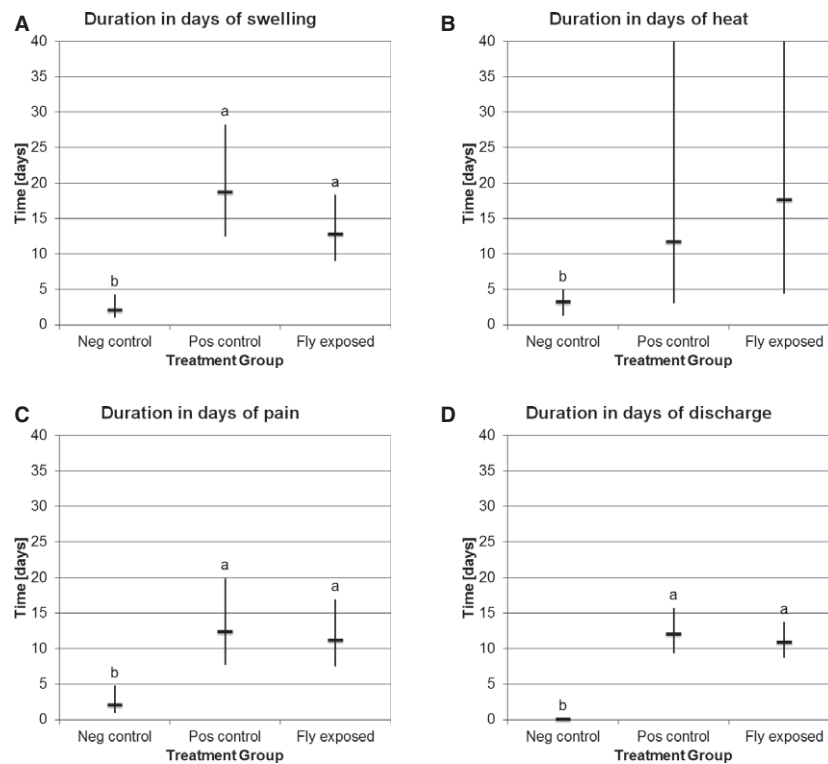 A Duration in days of swelling
40
35
30
25
20
15
10
5
0
Time [days]
b
a
a
Neg control Pos control Fly exposed
Treatment Group
B Duration in days of heat
40
35
30
25
20
15
10
5
0
Time [days]
b
Neg control Pos control Fly exposed
Treatment Group
C Duration in days of pain
40
35
30
25
20
15
10
5
0
Time [days]
b
a
a
Neg control Pos control Fly exposed
Treatment Group
D Duration in days of discharge
40
35
30
25
20
15
10
5
0
Time [days]
b
a
a
Neg control Pos control Fly exposed
Treatment Group